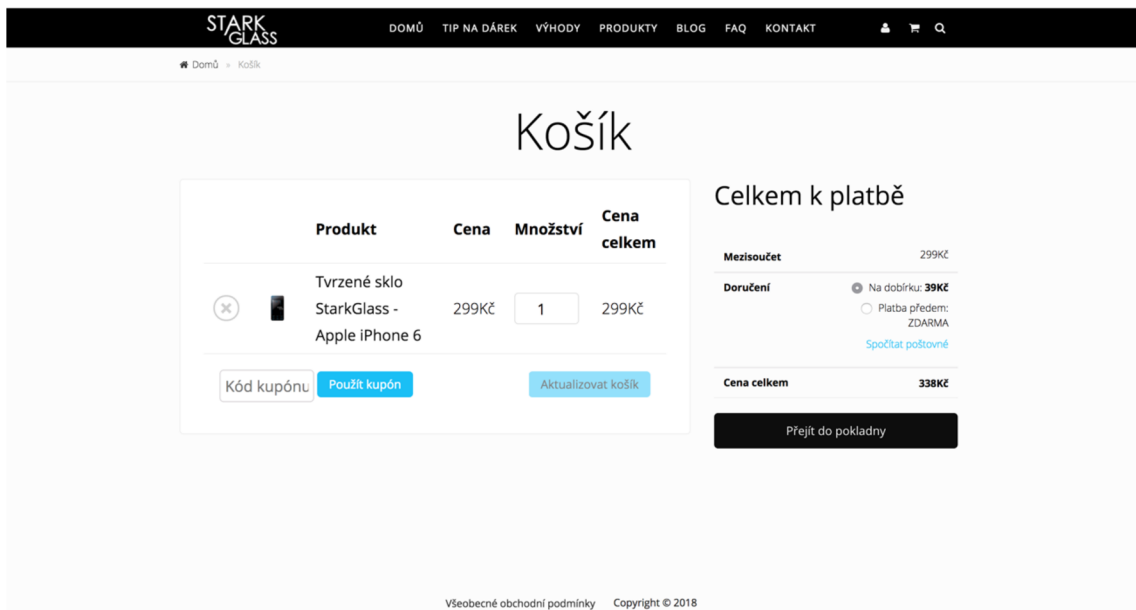 STARK
GLASS
DOMŮ TIP NA DÁREK VÝHODY PRODUKTY BLOG FAQ KONTAKT
Domů » Košík
Košík
Produkt Cena Množství Cena
celkem
Tvrzené sklo
StarkGlass -
Apple iPhone 6
299Kč 1 299Kč
Kód kupónu Použít kupón Aktualizovat košík
Celkem k platbě
Mezisoučet 299Kč
Doručení Na dobírku: 39Kč
Platba předem:
ZDARMA
Spočítat poštovné
Cena celkem 338Kč
Přejít do pokladny
Všeobecné obchodní podmínky Copyright © 2018